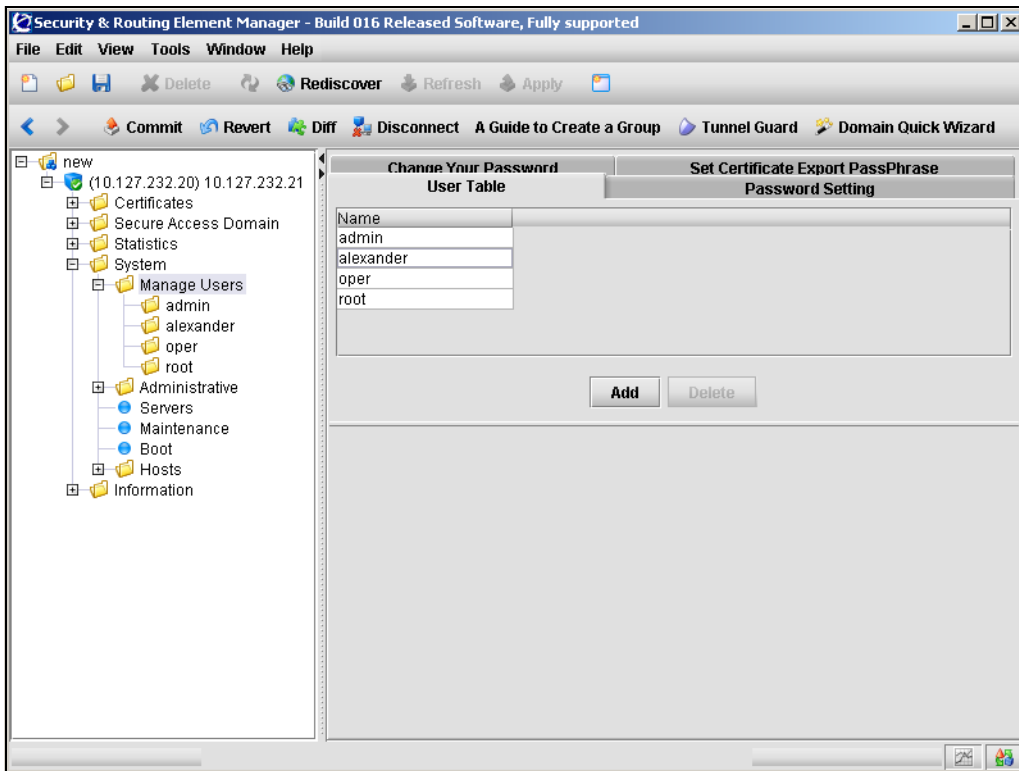 Security & Routing Element Manager - Build 016 Released Software, Fully supported
File Edit View Tools Window Help
Delete Rediscover Refresh Apply
Commit Revert Diff Disconnect A Guide to Create a Group Tunnel Guard Domain Quick Wizard
new
(10.127.232.20) 10.127.232.21
Certificates
Secure Access Domain
Statistics
System
Manage Users
admin
alexander
oper
root
Administrative
Servers
Maintenance
Boot
Hosts
Information
Change Your Password Set Certificate Export PassPhrase
User Table Password Setting
Name
admin
alexander
oper
root
Add Delete